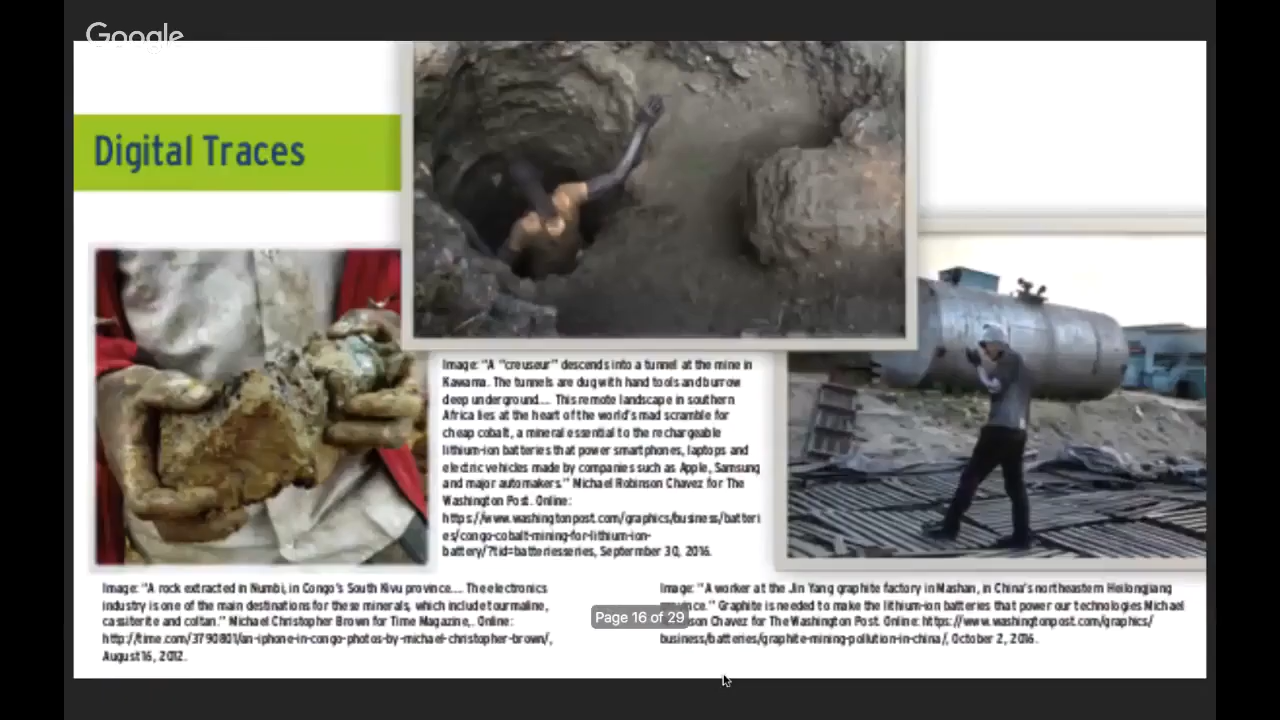 Google
Digital Traces
Image: "A "creuseur" descends into a tunnel at the mine in
Kawama. The tunnels are dug with hand tools and burrow
deep underground.... This remote landscape in southern
Africa lies at the heart of the world's mad scramble for
cheap cobalt, a mineral essential to the rechargeable
lithium-ion batteries that power smartphones, laptops and
electric vehicles made by companies such as Apple, Samsung
and major automakers." Michael Robinson Chavez for The
Washington Post. Online:
https://www.washingtonpost.com/graphics/business/batteri
es/congo-cobalt-mining-for-lithium-ion-
battery/?tid=batteriesseries, September 30, 2016.
Image: "A rock extracted in Numbi, in Congo's South Kivu province.... The electronics
industry is one of the main destinations for these minerals, which include tourmaline,
cassiterite and coltan." Michael Christopher Brown for Time Magazine,. Online:
http://time.com/3790801/an-iphone-in-congo-photos-by-michael-christopher-brown/,
August 16, 2012.
Image: "A worker at the Jin Yang graphite factory in Mashan, in China's northeastern Heilongjiang
Graphite is needed to make the lithium-ion batteries that power our technologies Michael
Chavez for The Washington Post. Online: https://www.washingtonpost.com/graphics/
business/batteries/graphite-mining-pollution-in-china/, October 2, 2016.
Page 16 of 29